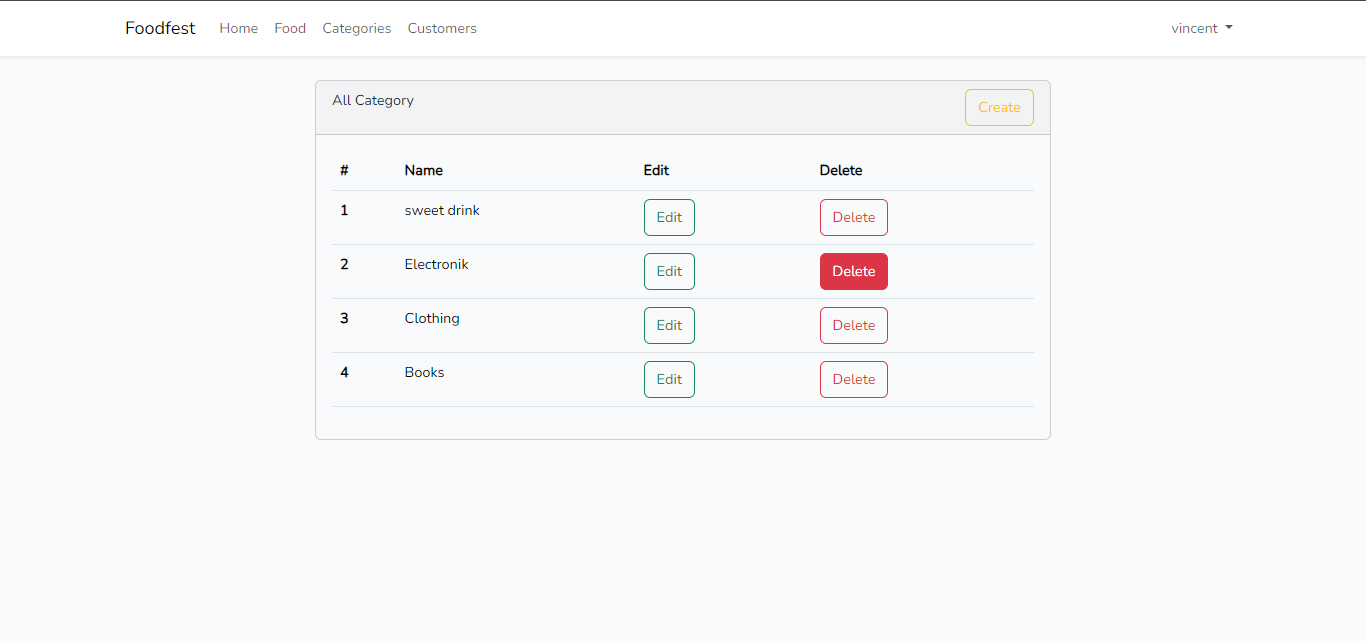 Foodfest Home Food Categories Customers vincent
All Category Create
# Name Edit Delete
1 sweet drink Edit Delete
2 Electronik Edit Delete
3 Clothing Edit Delete
4 Books Edit Delete